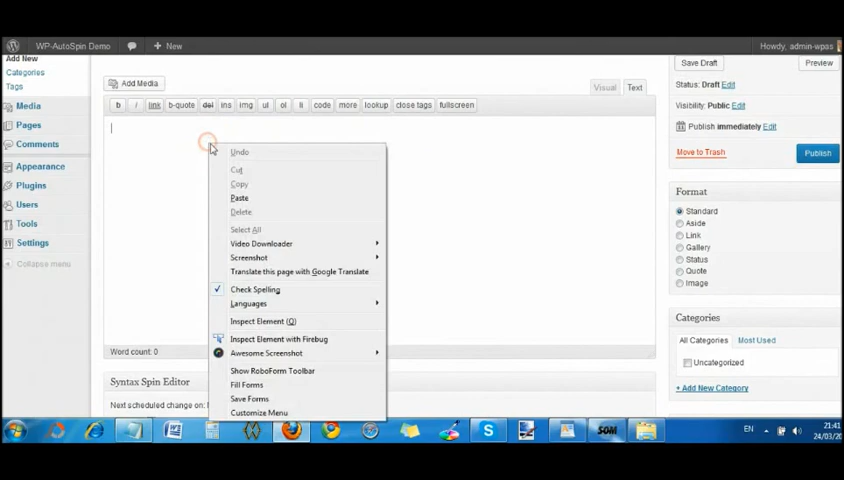 WP-AutoSpin Demo
+ New
Howdy, admin-wpas
Add New
Categories
Tags
Media
Pages
Comments
Appearance
Plugins
Users
Tools
Settings
Collapse menu
Add Media
Visual
Text
b
i
link
b-quote
del
ins
img
ul
ol
li
code
more
lookup
close tags
fullscreen
Undo
Cut
Copy
Paste
Delete
Select All
Video Downloader
Screenshot
Translate this page with Google Translate
Check Spelling
Languages
Inspect Element (Q)
Inspect Element with Firebug
Awesome Screenshot
Show RoboForm Toolbar
Fill Forms
Save Forms
Customize Menu
Word count: 0
Syntax Spin Editor
Next scheduled change on:
Save Draft
Preview
Status: Draft Edit
Visibility: Public Edit
Publish immediately Edit
Move to Trash
Publish
Format
Standard
Aside
Link
Gallery
Status
Quote
Image
Categories
All Categories
Most Used
Uncategorized
+ Add New Category
S
SOM
EN
21:41
24/03/20